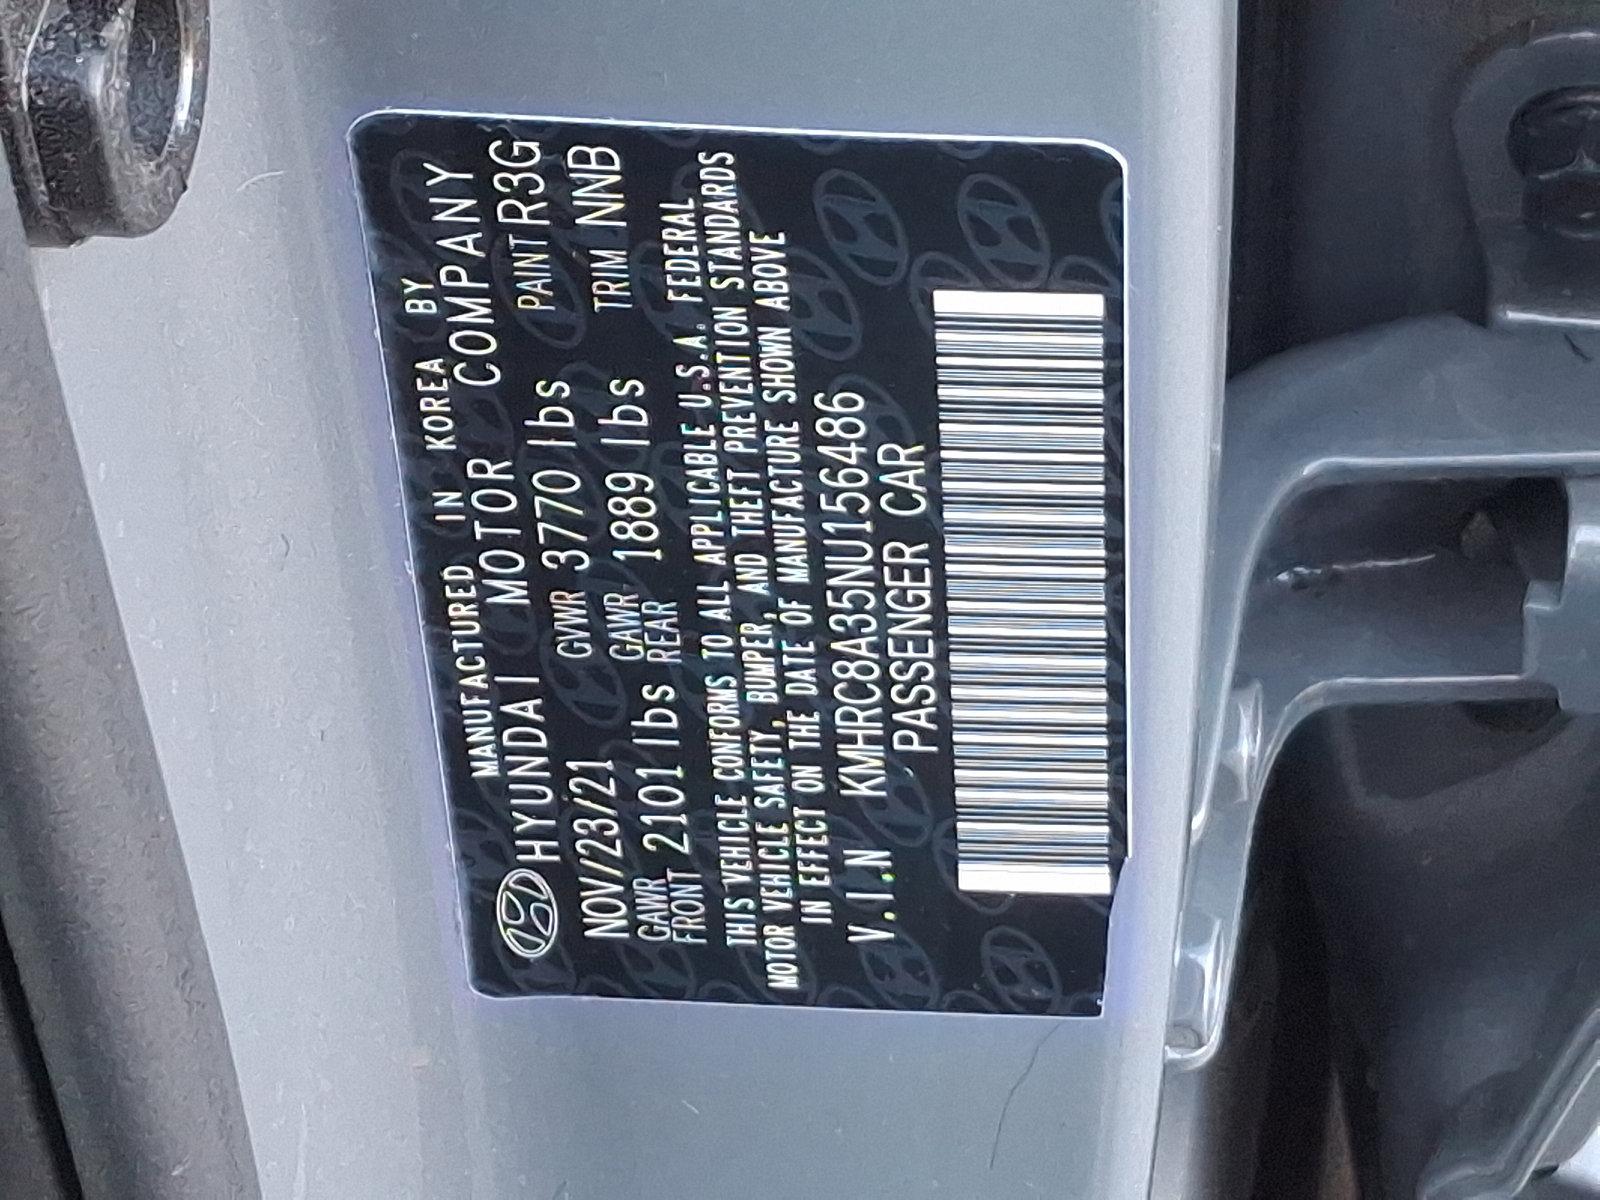 MANUFACTURED IN KOREA BY
HYUNDAI MOTOR COMPANY
NOV/23/21 GVWR 3770 lbs PAINT R3G
GAWR FRONT 2101 lbs GAWR REAR 1889 lbs TRIM NNB
THIS VEHICLE CONFORMS TO ALL APPLICABLE U.S.A. FEDERAL
MOTOR VEHICLE SAFETY, BUMPER, AND THEFT PREVENTION STANDARDS
IN EFFECT ON THE DATE OF MANUFACTURE SHOWN ABOVE
V.I.N KMHRC8A35NU156486
PASSENGER CAR